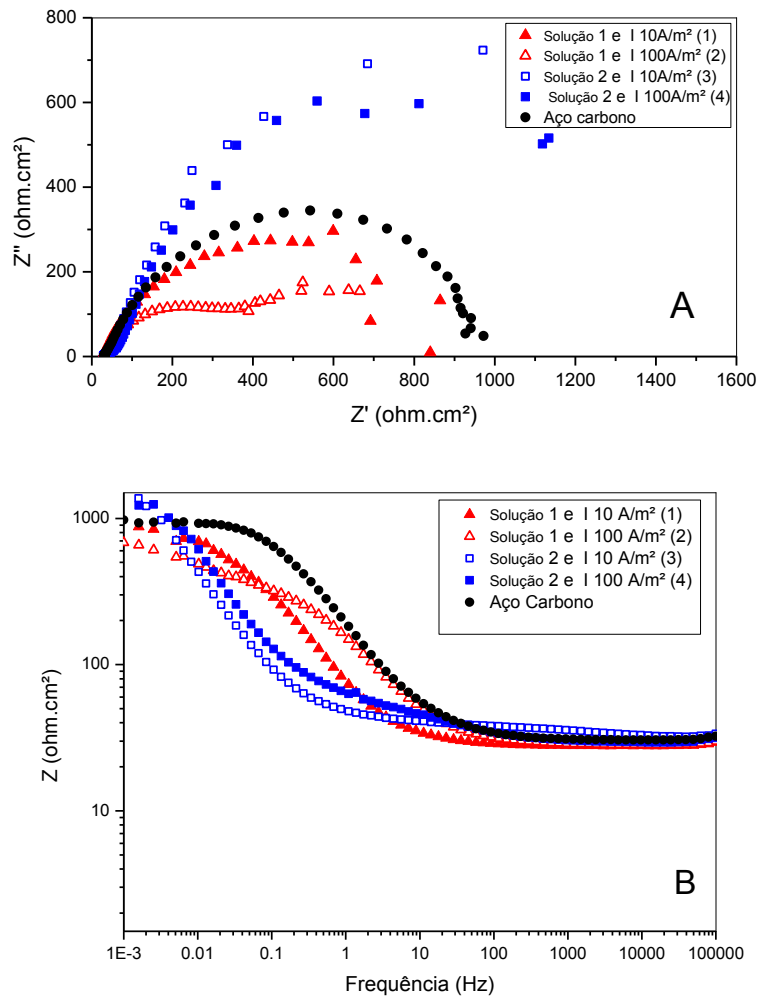 800
600
400
200
0
Z'' (ohm.cm²)
Solução 1 e I 10A/m² (1)
Solução 1 e I 100A/m² (2)
Solução 2 e I 10A/m² (3)
Solução 2 e I 100A/m² (4)
Aço carbono
A
0 200 400 600 800 1000 1200 1400 1600
Z' (ohm.cm²)
1000
100
10
Z (ohm.cm²)
Solução 1 e I 10 A/m² (1)
Solução 1 e I 100 A/m² (2)
Solução 2 e I 10 A/m² (3)
Solução 2 e I 100 A/m² (4)
Aço Carbono
B
1E-3 0.01 0.1 1 10 100 1000 10000 100000
Frequência (Hz)